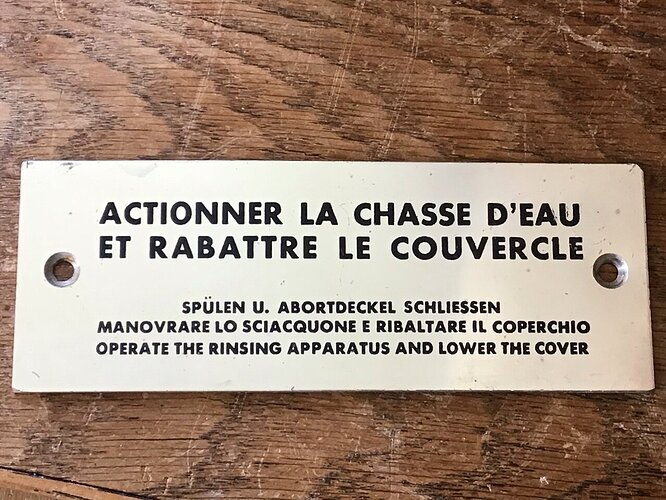 ACTIONNER LA CHASSE D'EAU
ET RABATTRE LE COUVERCLE
SPÜLEN U. ABORTDECKEL SCHLIESSEN
MANOVRARE LO SCIACQUONE E RIBALTARE IL COPERCHIO
OPERATE THE RINSING APPARATUS AND LOWER THE COVER